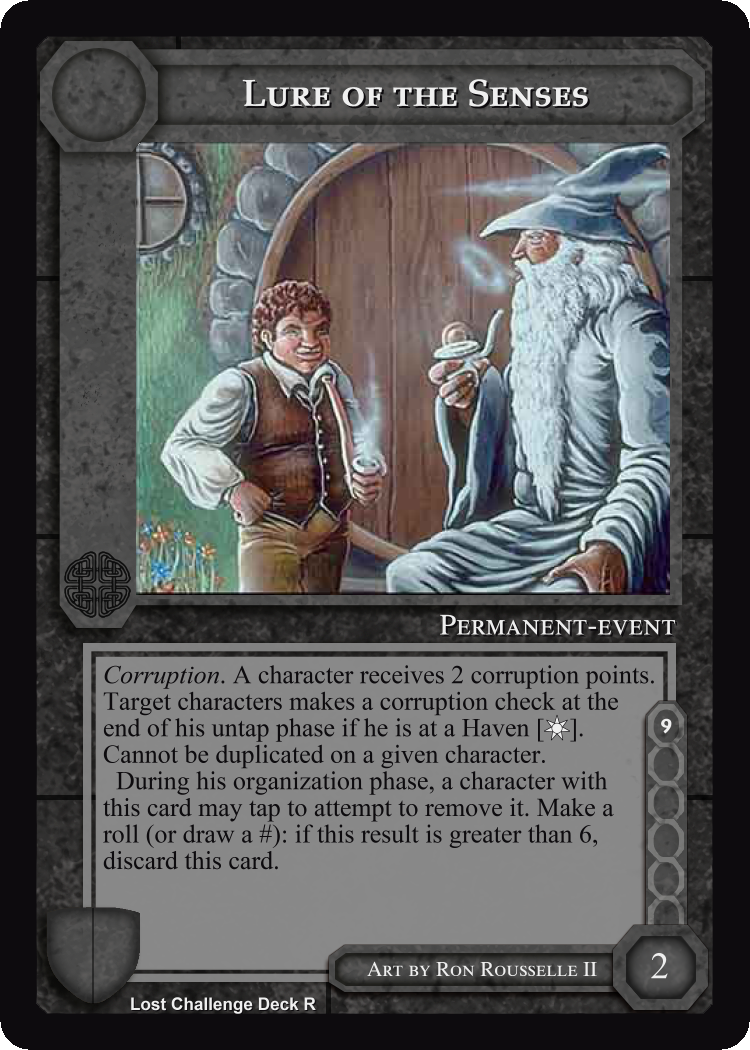 Lure of the Senses
Permanent-event
Corruption. A character receives 2 corruption points.
Target characters makes a corruption check at the
end of his untap phase if he is at a Haven [☀].
Cannot be duplicated on a given character.
During his organization phase, a character with
this card may tap to attempt to remove it. Make a
roll (or draw a #): if this result is greater than 6,
discard this card.
9
Art by Ron Rousselle II
2
Lost Challenge Deck R